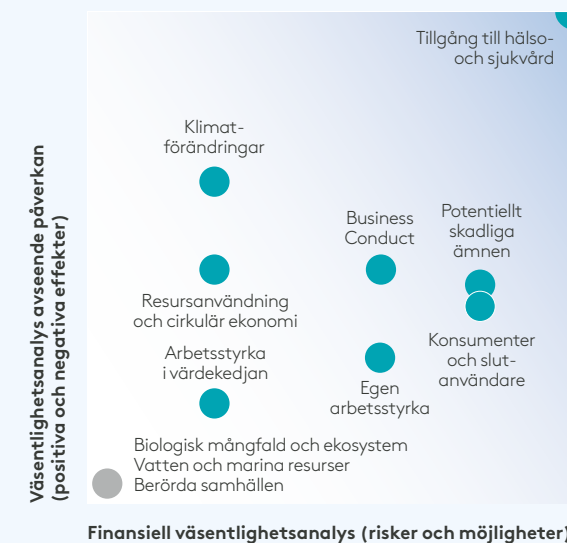 Tillgång till hälso-
och sjukvård
Klimat-
förändringar
Business
Conduct
Potentiellt
skadliga
ämnen
Resursanvändning
och cirkulär ekonomi
Konsumenter
och slut-
användare
Arbetsstyrka
i värdekedjan
Egen
arbetsstyrka
Biologisk mångfald och ekosystem
Vatten och marina resurser
Berörda samhällen
Väsentlighetsanalys avseende påverkan
(positiva och negativa effekter)
Finansiell väsentlighetsanalys (risker och möjligheter)